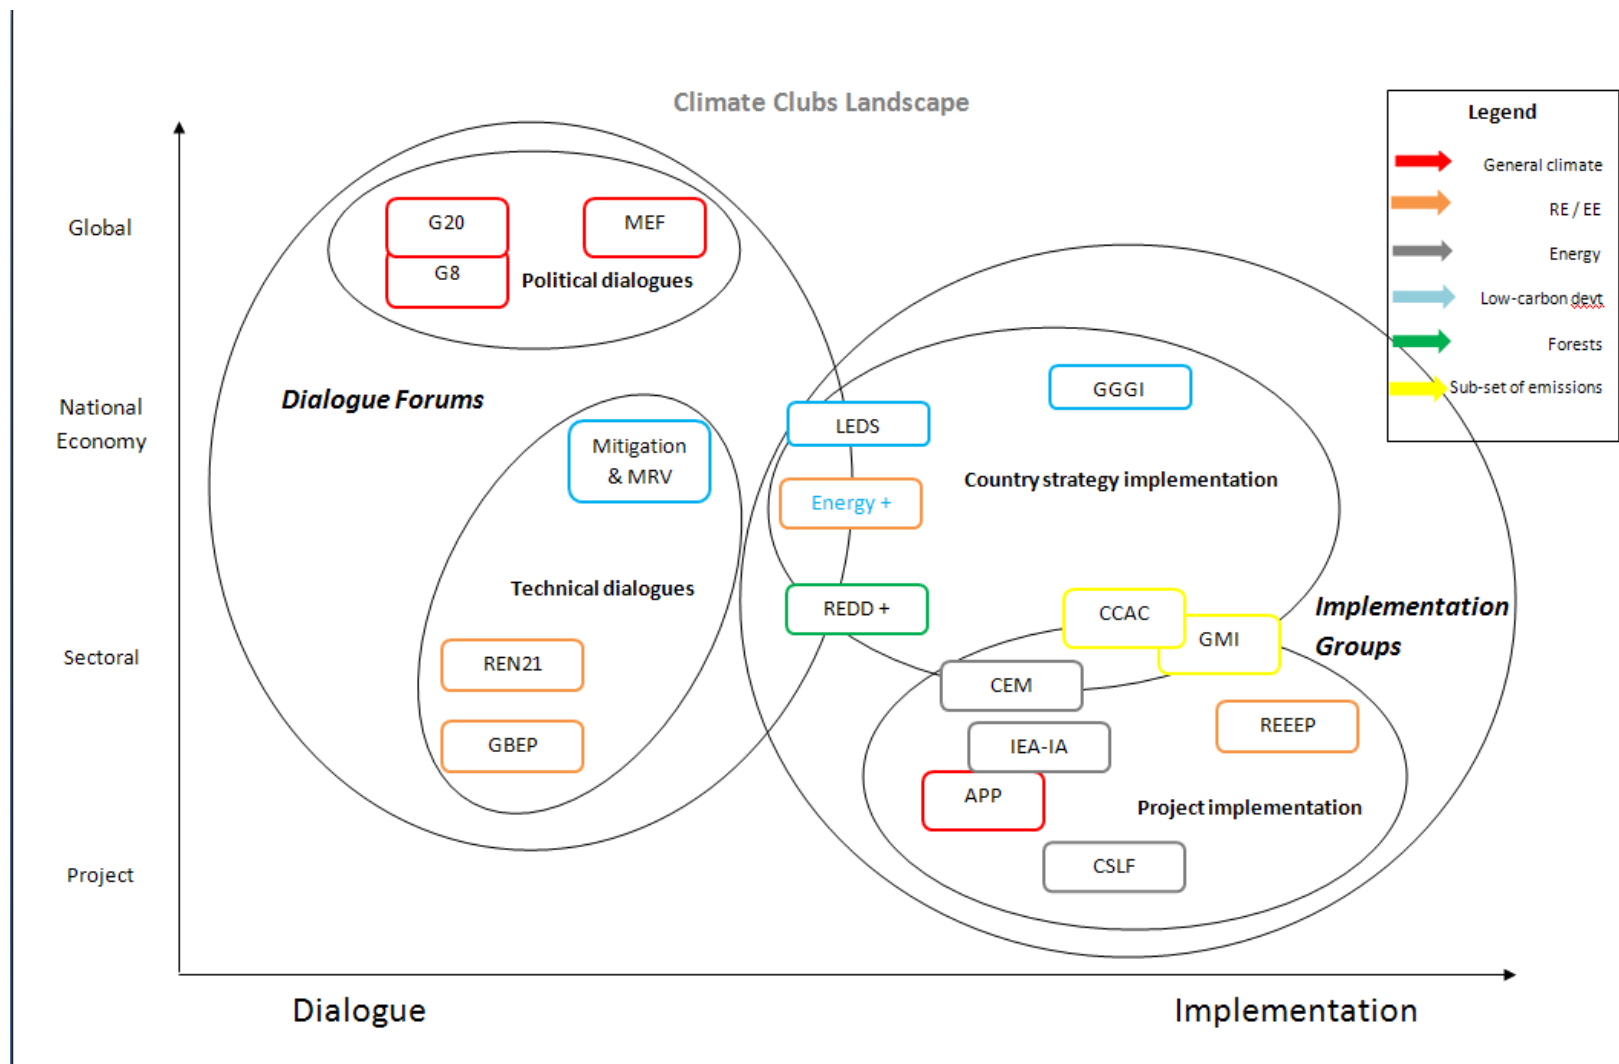 Climate Clubs Landscape
Legend
General climate
RE / EE
Energy
Low-carbon devt
Forests
Sub-set of emissions
Global
National
Economy
Sectoral
Project
G20
MEF
G8
Political dialogues
Dialogue Forums
Mitigation
& MRV
Technical dialogues
REN21
GBEP
LEDS
Energy +
REDD +
GGGI
Country strategy implementation
CCAC
GMI
Implementation
Groups
CEM
IEA-IA
REEEP
APP
Project implementation
CSLF
Dialogue
Implementation